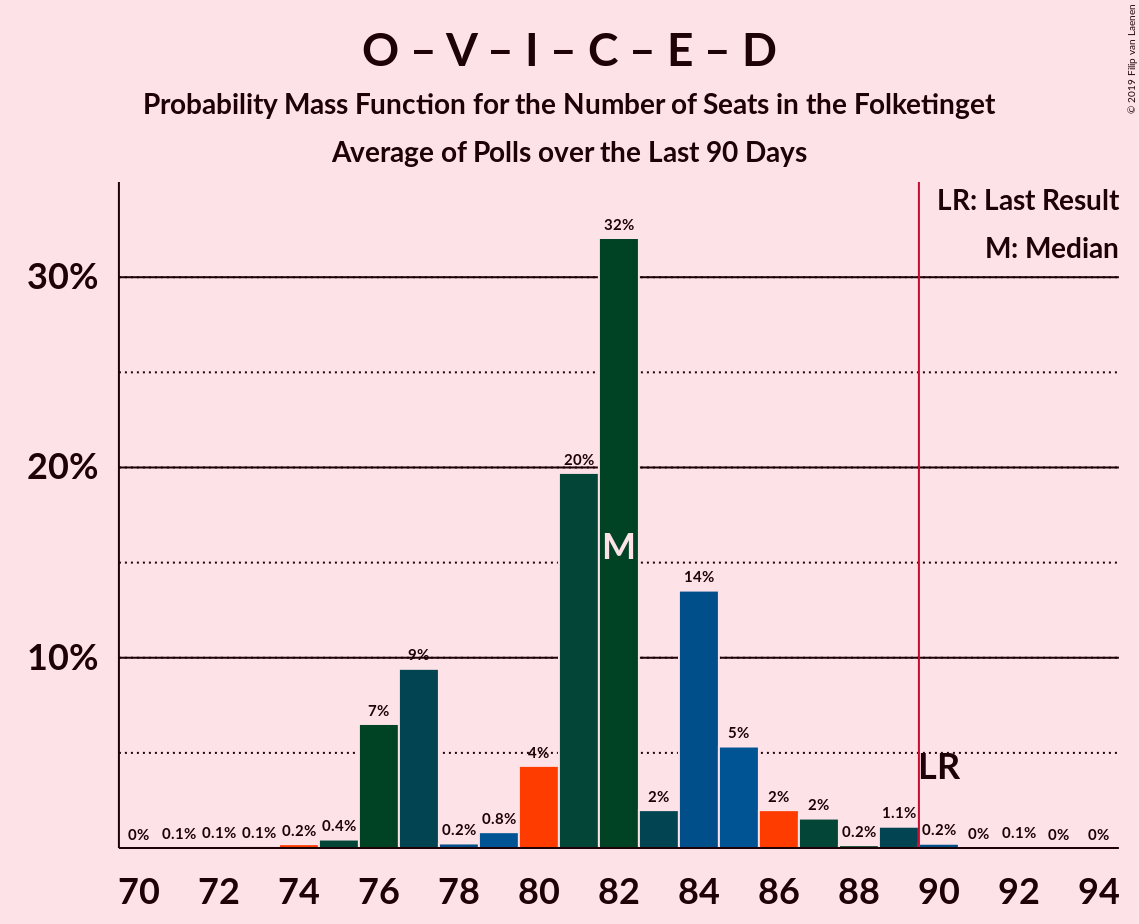 O – V – I – C – E – D
Probability Mass Function for the Number of Seats in the Folketinget
Average of Polls over the Last 90 Days
© 2019 Filip van Laenen
LR: Last Result
M: Median
30%
20%
10%
0% 0.1% 0.1% 0.1% 0.2% 0.4% 7% 9% 0.2% 0.8% 4% 20% 32% 2% 14% 5% 2% 2% 0.2% 1.1% 0.2% 0% 0.1% 0% 0%
M
LR
70 72 74 76 78 80 82 84 86 88 90 92 94